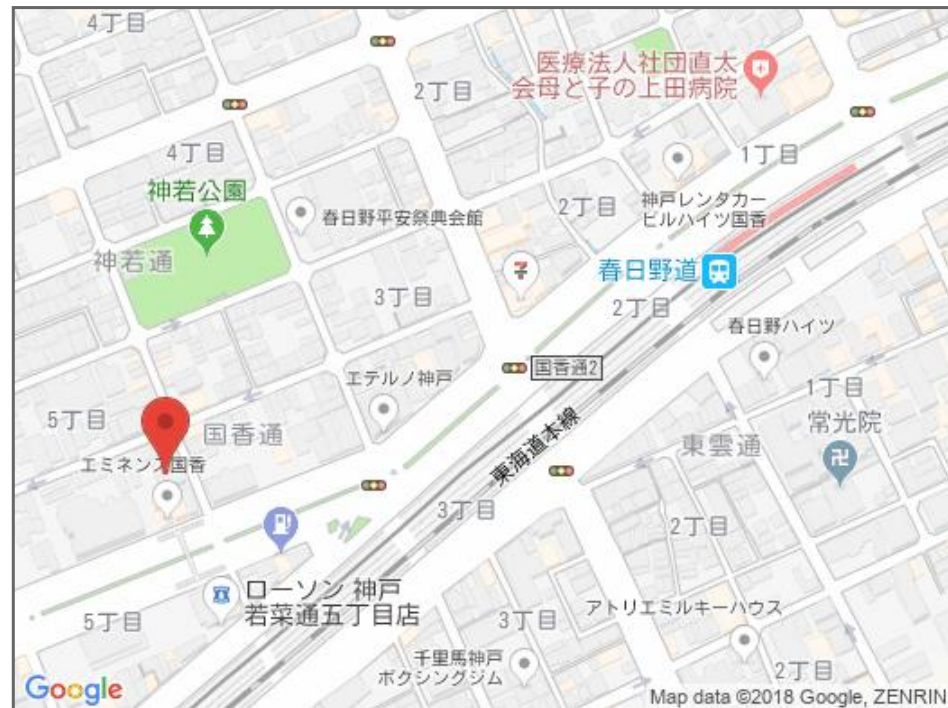 4丁目
2丁目
医療法人社団直太
会母と子の上田病院
4丁目
1丁目
神若公園
春日野平安祭典会館
2丁目
神戸レンタカー
ビルハイツ国香
神若通
3丁目
春日野道
2丁目
春日野ハイツ
エテルノ神戸
国香通2
1丁目
5丁目
国香通
常光院
東雲通
エミネンス国香
東海道本線
3丁目
2丁目
ローソン 神戸
若菜通五丁目店
5丁目
3丁目
アトリエミルキーハウス
千里馬神戸
ボクシングジム
2丁目
Google
Map data ©2018 Google, ZENRIN